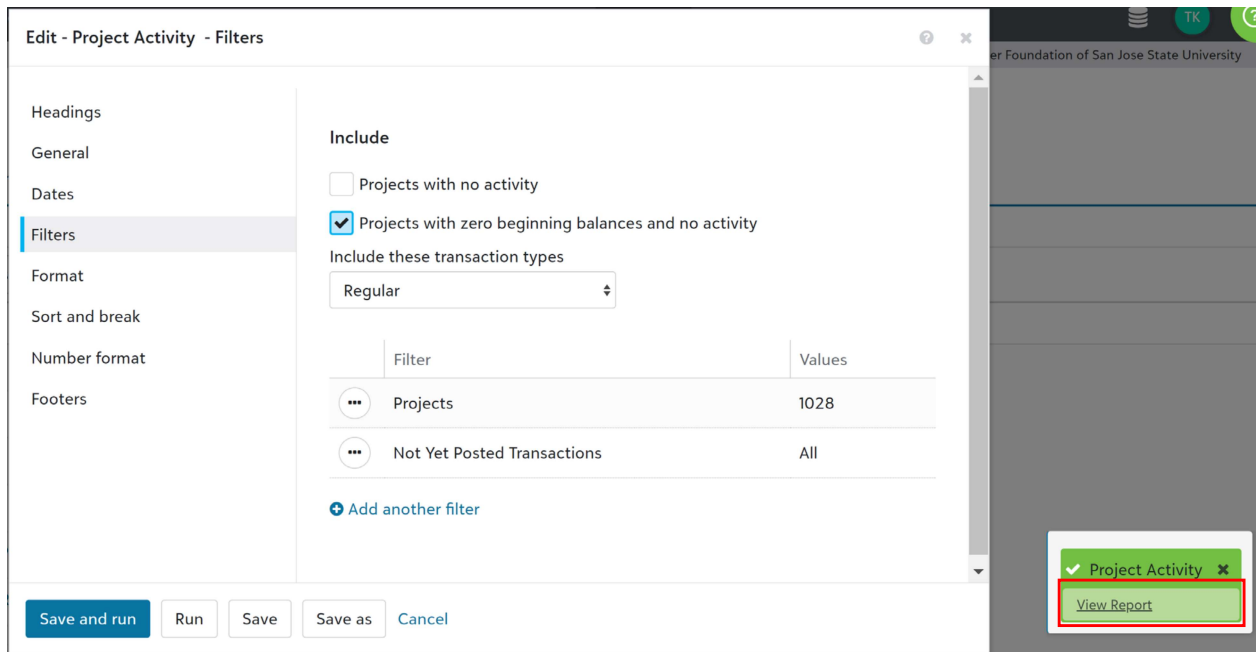 Edit - Project Activity - Filters
TK
er Foundation of San Jose State University
Headings
General
Dates
Filters
Format
Sort and break
Number format
Footers
Include
Projects with no activity
Projects with zero beginning balances and no activity
Include these transaction types
Regular
Filter Values
Projects 1028
Not Yet Posted Transactions All
Add another filter
Project Activity
View Report
Save and run Run Save Save as Cancel